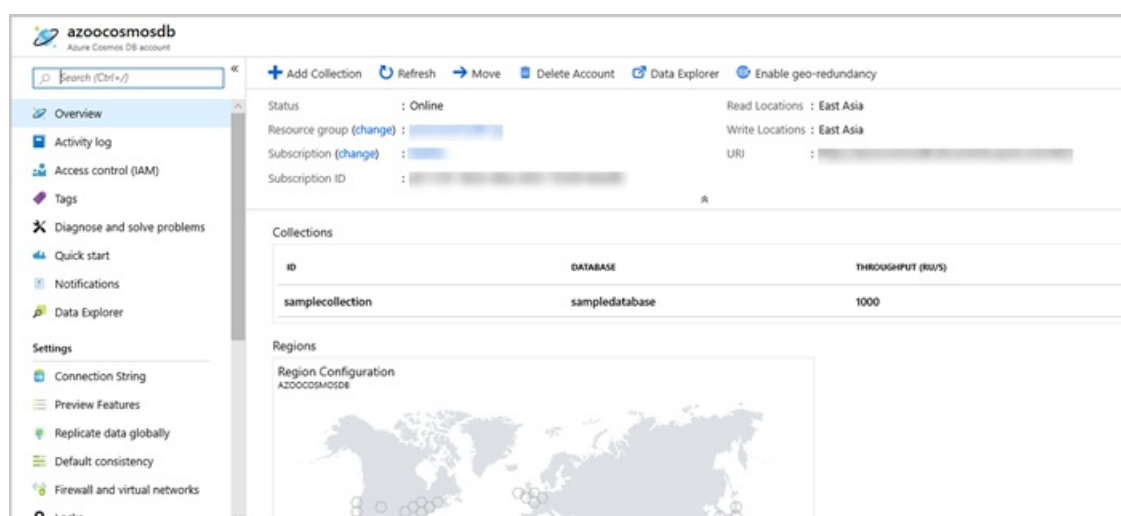 azoocosmosdb
Azure Cosmos DB account
Search (Ctrl+/)
«
Overview
Activity log
Access control (IAM)
Tags
Diagnose and solve problems
Quick start
Notifications
Data Explorer
Settings
Connection String
Preview Features
Replicate data globally
Default consistency
Firewall and virtual networks
Locks
Add Collection Refresh Move Delete Account Data Explorer Enable geo-redundancy
Status : Online Read Locations : East Asia
Resource group (change) : Write Locations : East Asia
Subscription (change) : URI :
Subscription ID :
Collections
ID DATABASE THROUGHPUT (RU/S)
samplecollection sampledatabase 1000
Regions
Region Configuration
AZOOCOSMOSDB